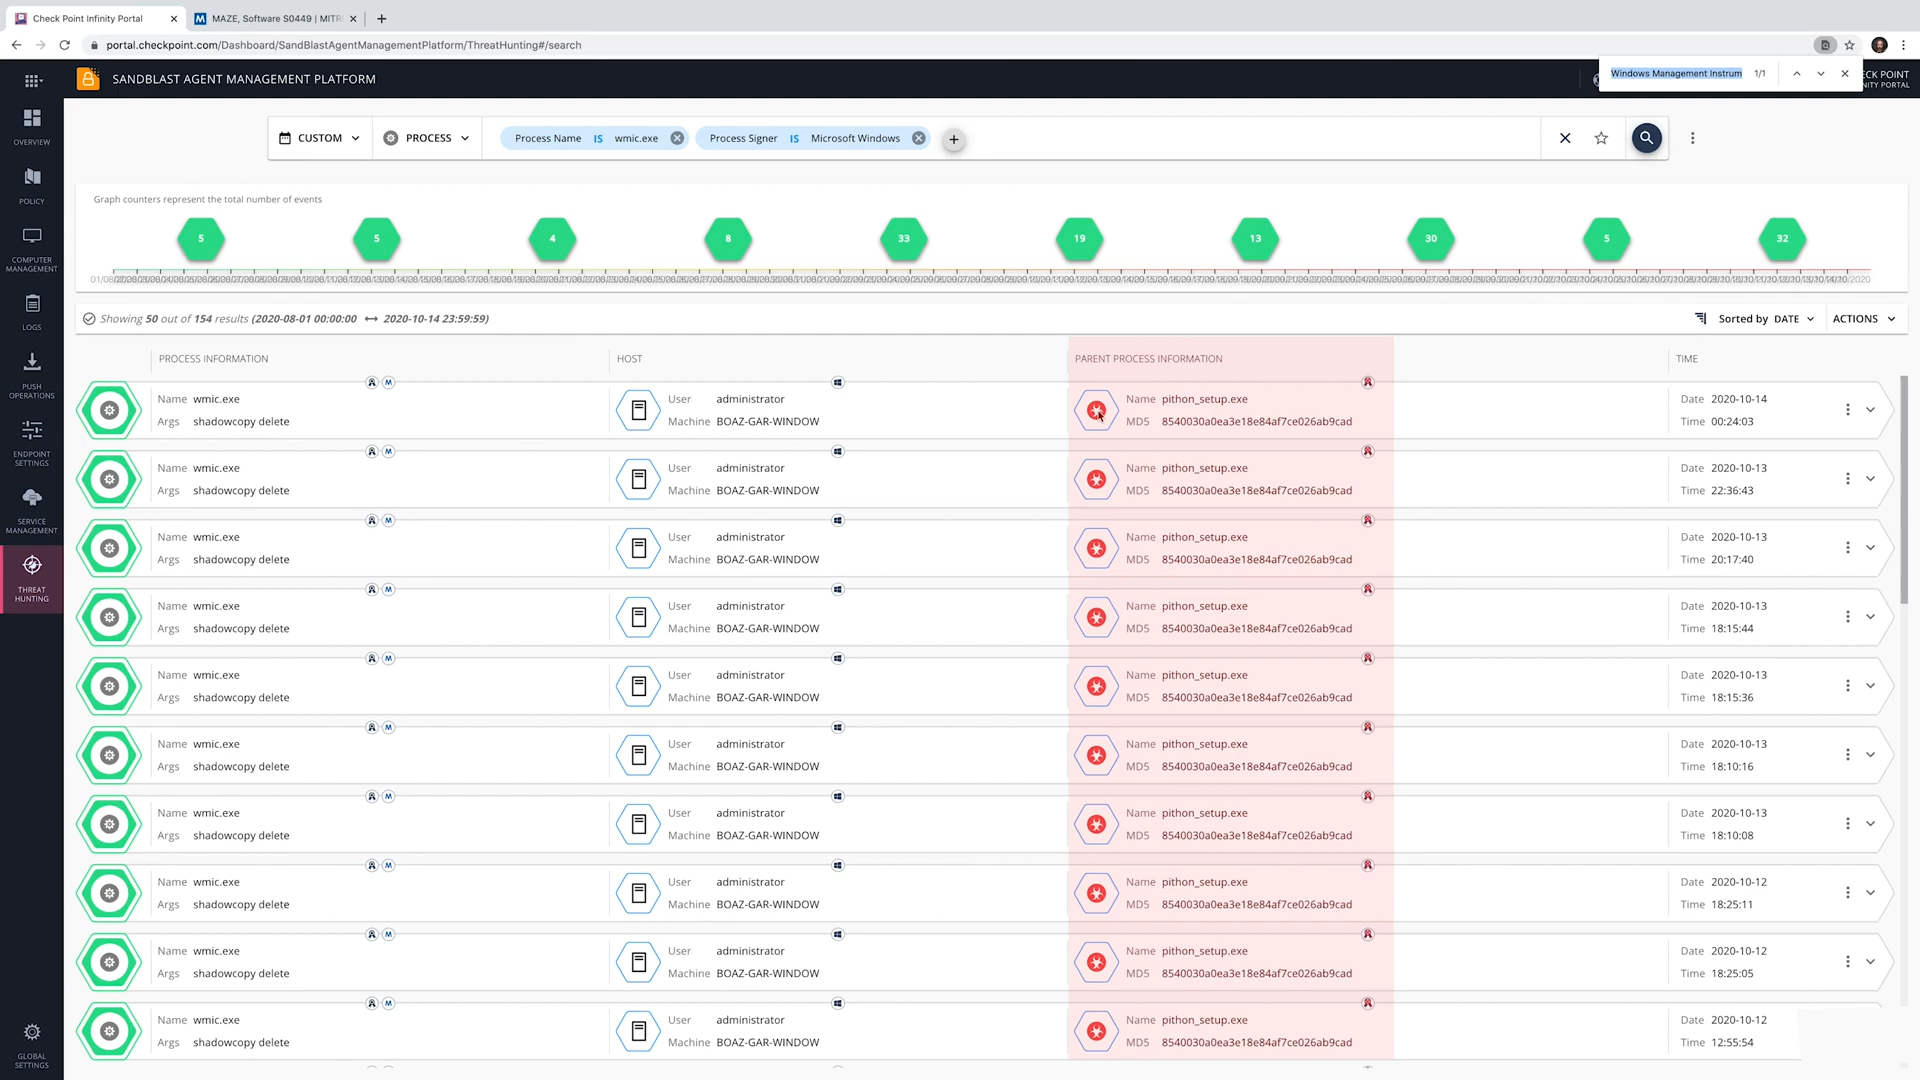 Check Point Infinity Portal
MAZE, Software S0449 | MITR
portal.checkpoint.com/Dashboard/SandBlastAgentManagementPlatform/ThreatHunting#/search
Windows Management Instrum 1/1
SANDBLAST AGENT MANAGEMENT PLATFORM
ECK POINT
NITY PORTAL
OVERVIEW
POLICY
COMPUTER
MANAGEMENT
LOGS
PUSH
OPERATIONS
ENDPOINT
SETTINGS
SERVICE
MANAGEMENT
THREAT
HUNTING
GLOBAL
SETTINGS
CUSTOM PROCESS Process Name IS wmic.exe Process Signer IS Microsoft Windows
Graph counters represent the total number of events
5 5 4 8 33 19 13 30 5 32
Showing 50 out of 154 results (2020-08-01 00:00:00 ↔ 2020-10-14 23:59:59) Sorted by DATE ACTIONS
PROCESS INFORMATION HOST PARENT PROCESS INFORMATION TIME
Name wmic.exe User administrator Name pithon_setup.exe Date 2020-10-14
Args shadowcopy delete Machine BOAZ-GAR-WINDOW MD5 8540030a0ea3e18e84af7ce026ab9cad Time 00:24:03
Name wmic.exe User administrator Name pithon_setup.exe Date 2020-10-13
Args shadowcopy delete Machine BOAZ-GAR-WINDOW MD5 8540030a0ea3e18e84af7ce026ab9cad Time 22:36:43
Name wmic.exe User administrator Name pithon_setup.exe Date 2020-10-13
Args shadowcopy delete Machine BOAZ-GAR-WINDOW MD5 8540030a0ea3e18e84af7ce026ab9cad Time 20:17:40
Name wmic.exe User administrator Name pithon_setup.exe Date 2020-10-13
Args shadowcopy delete Machine BOAZ-GAR-WINDOW MD5 8540030a0ea3e18e84af7ce026ab9cad Time 18:15:44
Name wmic.exe User administrator Name pithon_setup.exe Date 2020-10-13
Args shadowcopy delete Machine BOAZ-GAR-WINDOW MD5 8540030a0ea3e18e84af7ce026ab9cad Time 18:15:36
Name wmic.exe User administrator Name pithon_setup.exe Date 2020-10-13
Args shadowcopy delete Machine BOAZ-GAR-WINDOW MD5 8540030a0ea3e18e84af7ce026ab9cad Time 18:10:16
Name wmic.exe User administrator Name pithon_setup.exe Date 2020-10-13
Args shadowcopy delete Machine BOAZ-GAR-WINDOW MD5 8540030a0ea3e18e84af7ce026ab9cad Time 18:10:08
Name wmic.exe User administrator Name pithon_setup.exe Date 2020-10-12
Args shadowcopy delete Machine BOAZ-GAR-WINDOW MD5 8540030a0ea3e18e84af7ce026ab9cad Time 18:25:11
Name wmic.exe User administrator Name pithon_setup.exe Date 2020-10-12
Args shadowcopy delete Machine BOAZ-GAR-WINDOW MD5 8540030a0ea3e18e84af7ce026ab9cad Time 18:25:05
Name wmic.exe User administrator Name pithon_setup.exe Date 2020-10-12
Args shadowcopy delete Machine BOAZ-GAR-WINDOW MD5 8540030a0ea3e18e84af7ce026ab9cad Time 12:55:54